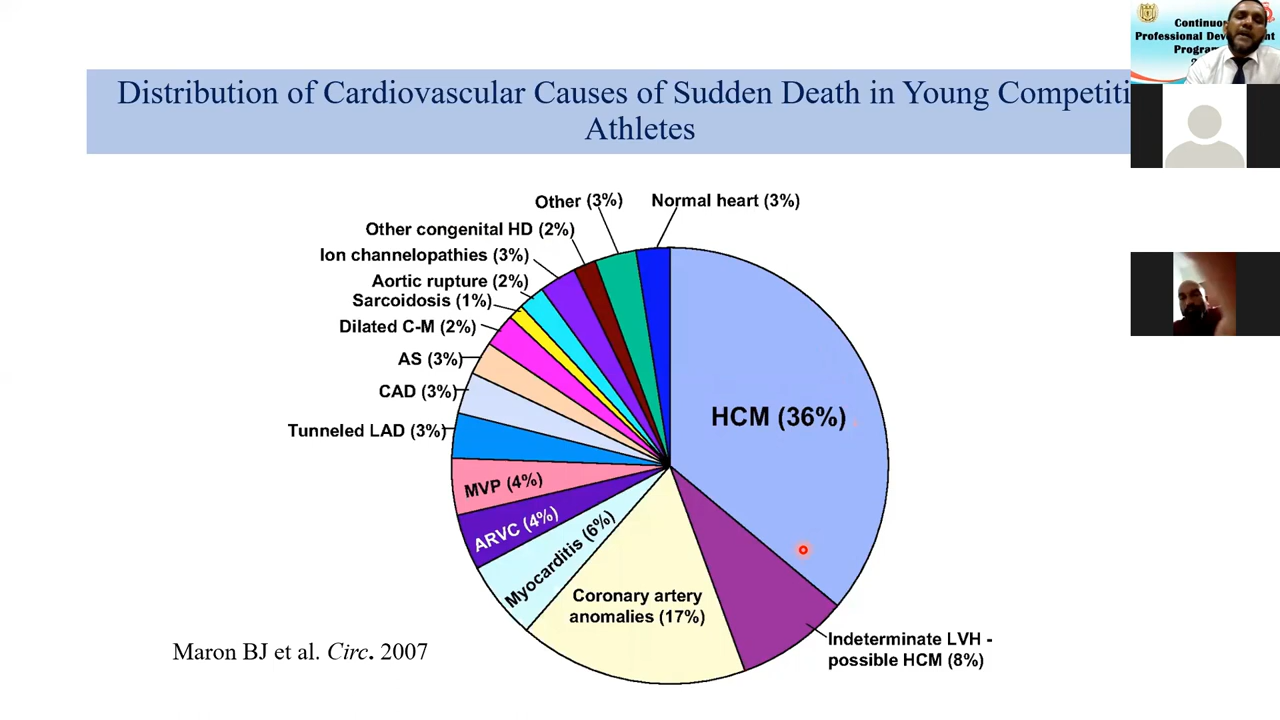 Distribution of Cardiovascular Causes of Sudden Death in Young Competiti
Athletes
Continuo
Professional Dev nt
Progra
Other (3%)
Normal heart (3%)
Other congenital HD (2%)
Ion channelopathies (3%)
Aortic rupture (2%)
Sarcoidosis (1%)
Dilated C-M (2%)
AS (3%)
CAD (3%)
Tunneled LAD (3%)
MVP (4%)
ARVC (4%)
Myocarditis (6%)
Coronary artery
anomalies (17%)
HCM (36%)
Indeterminate LVH -
possible HCM (8%)
Maron BJ et al. Circ. 2007